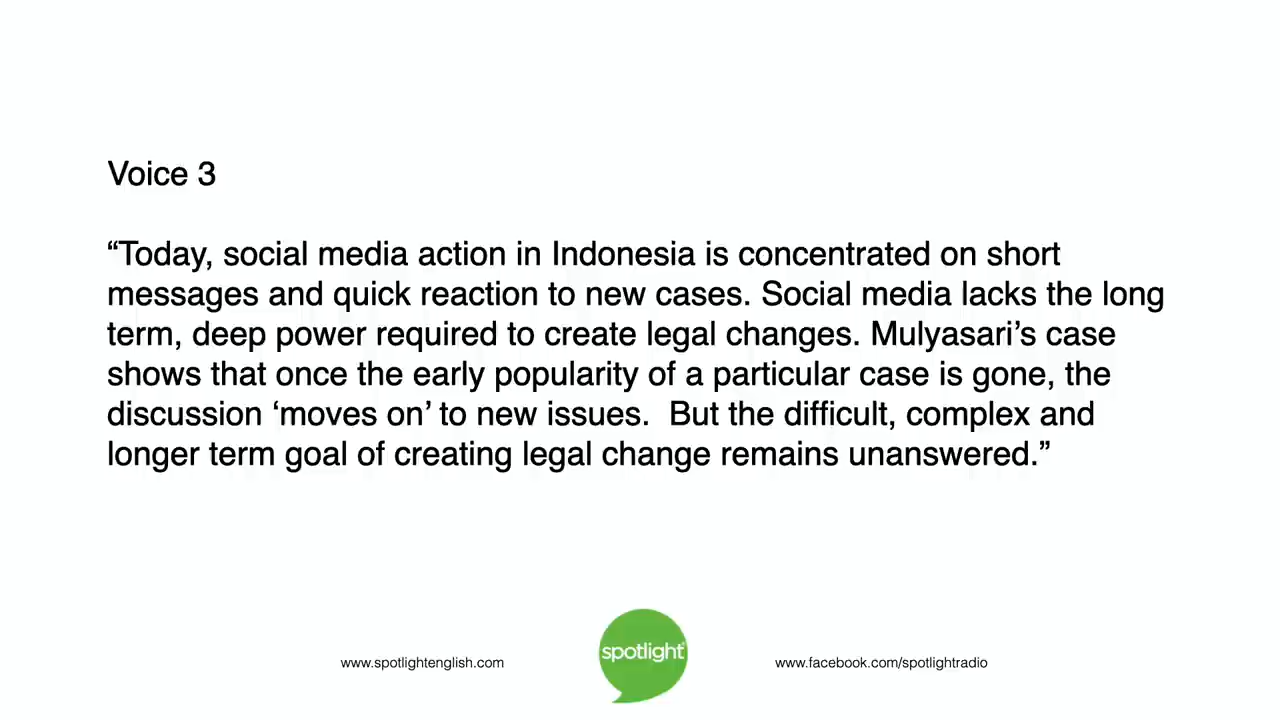 Voice 3
“Today, social media action in Indonesia is concentrated on short
messages and quick reaction to new cases. Social media lacks the long
term, deep power required to create legal changes. Mulyasari’s case
shows that once the early popularity of a particular case is gone, the
discussion ‘moves on’ to new issues.  But the difficult, complex and
longer term goal of creating legal change remains unanswered.”
www.spotlightenglish.com
spotlight®
www.facebook.com/spotlightradio